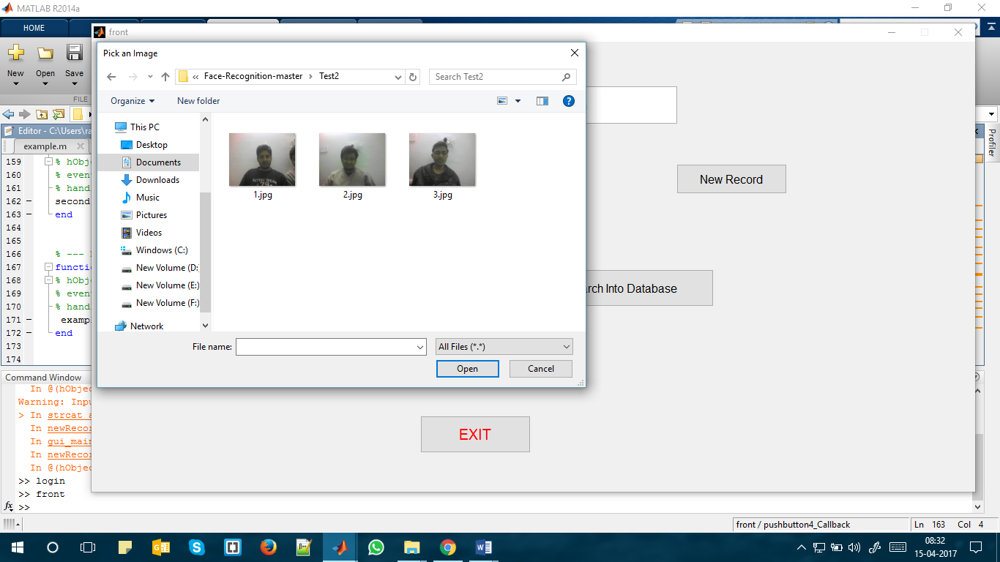 MATLAB R2014a
HOME
front
Pick an Image
New
Open
Save
FILE
« Face-Recognition-master > Test2
Search Test2
Organize
New folder
This PC
Desktop
Documents
Downloads
Music
Pictures
Videos
Windows (C:)
New Volume (D:
New Volume (E:)
New Volume (F:)
Network
1.jpg
2.jpg
3.jpg
File name:
All Files (*.*)
Open
Cancel
New Record
rch Into Database
EXIT
Profiler
Editor - C:\Users\ra
example.m
159 % hObje
160 % even
161 % hand
162 second
163 end
164
165
166 % ---
167 functi
168 % hObje
169 % even
170 % hand
171 examp
172 end
173
174
Command Window
In @(hObjec
Warning: Inpu
> In strcat a
In newRecor
In gui_main
In newRecor
In @(hObjec
>> login
>> front
fx >>
front / pushbutton4_Callback
Ln 163 Col 4
08:32
15-04-2017